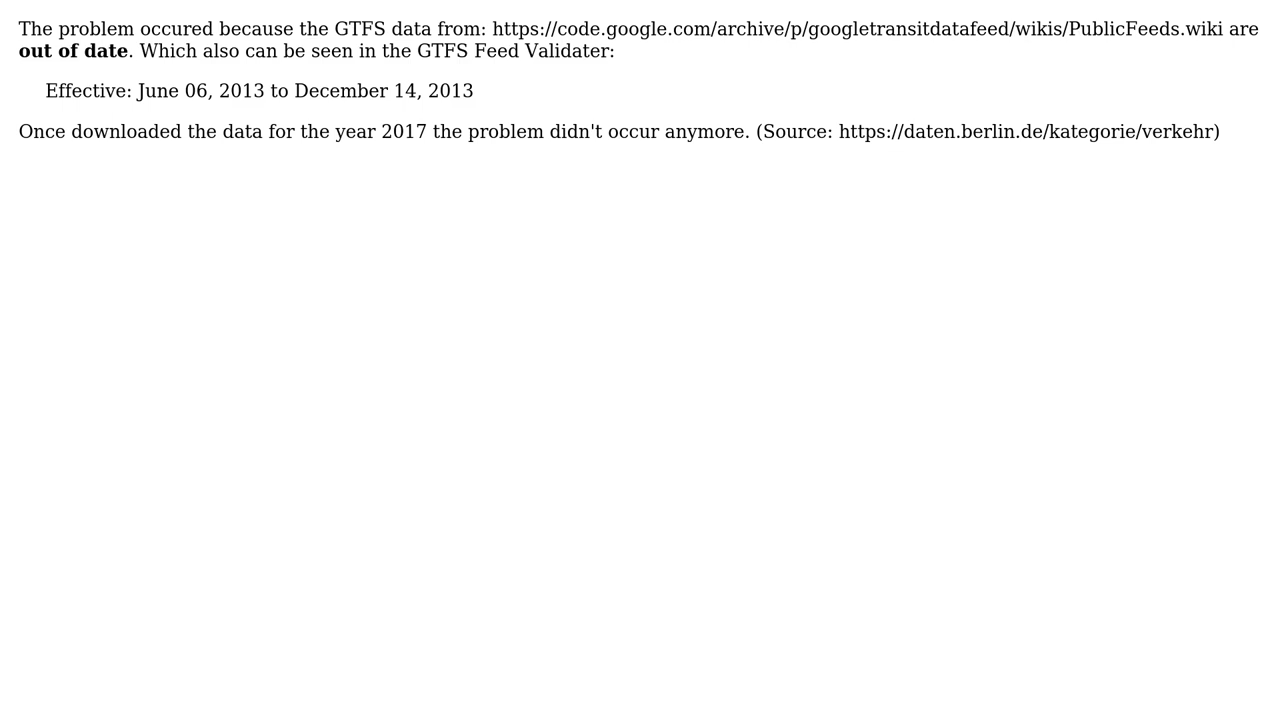 The problem occured because the GTFS data from: https://code.google.com/archive/p/googletransitdatafeed/wikis/PublicFeeds.wiki are
out of date. Which also can be seen in the GTFS Feed Validater:
Effective: June 06, 2013 to December 14, 2013
Once downloaded the data for the year 2017 the problem didn't occur anymore. (Source: https://daten.berlin.de/kategorie/verkehr)